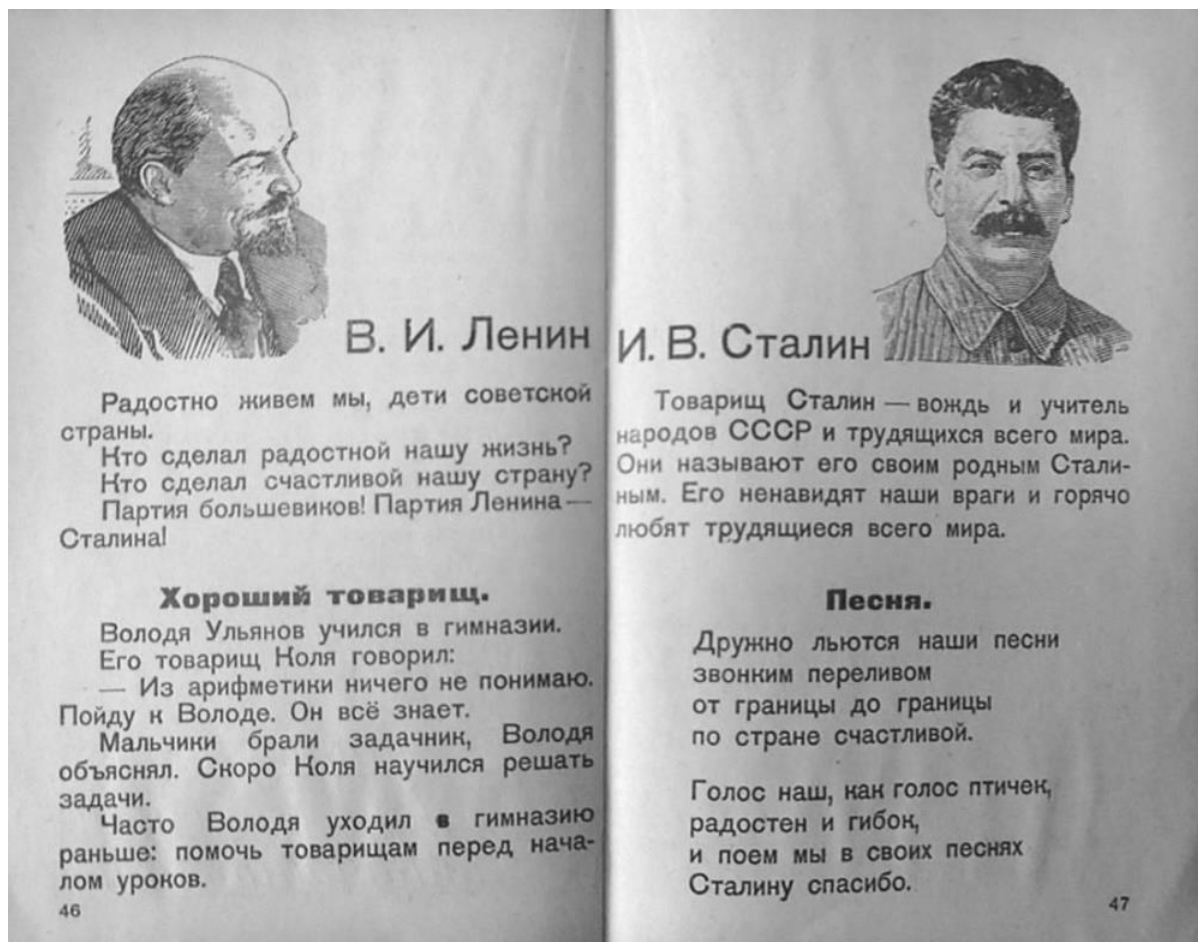 В. И. Ленин
Радостно живем мы, дети советской
страны.
Кто сделал радостной нашу жизнь?
Кто сделал счастливой нашу страну?
Партия большевиков! Партия Ленина —
Сталина!
Хороший товарищ.
Володя Ульянов учился в гимназии.
Его товарищ Коля говорил:
— Из арифметики ничего не понимаю.
Пойду к Володе. Он всё знает.
Мальчики брали задачник, Володя
объяснял. Скоро Коля научился решать
задачи.
Часто Володя уходил в гимназию
раньше: помочь товарищам перед нача-
лом уроков.
46
И. В. Сталин
Товарищ Сталин — вождь и учитель
народов СССР и трудящихся всего мира.
Они называют его своим родным Стали-
ным. Его ненавидят наши враги и горячо
любят трудящиеся всего мира.
Песня.
Дружно льются наши песни
звонким переливом
от границы до границы
по стране счастливой.
Голос наш, как голос птичек,
радостен и гибок,
и поем мы в своих песнях
Сталину спасибо.
47